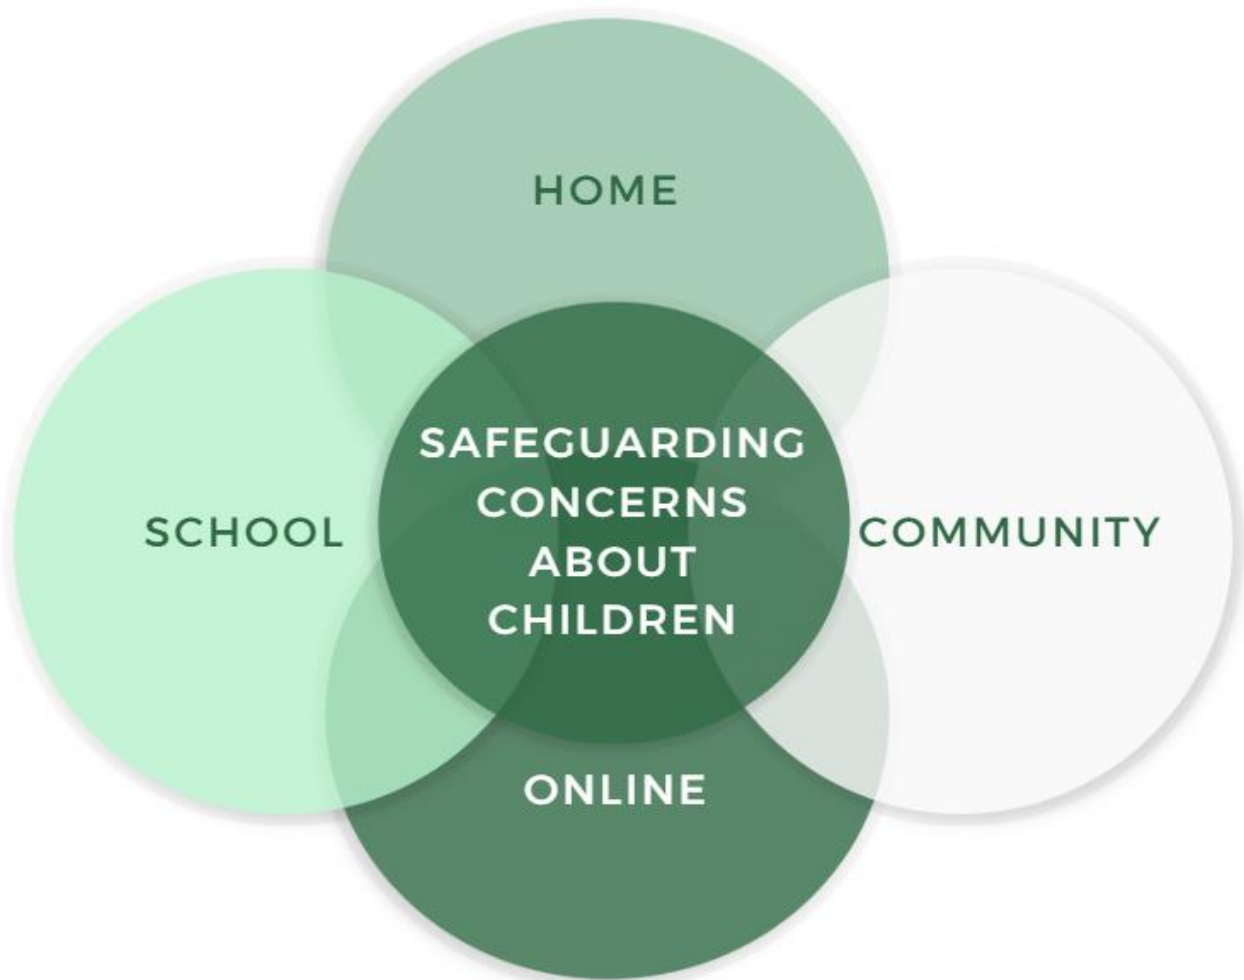 HOME
SCHOOL
SAFEGUARDING
CONCERNS
ABOUT
CHILDREN
COMMUNITY
ONLINE